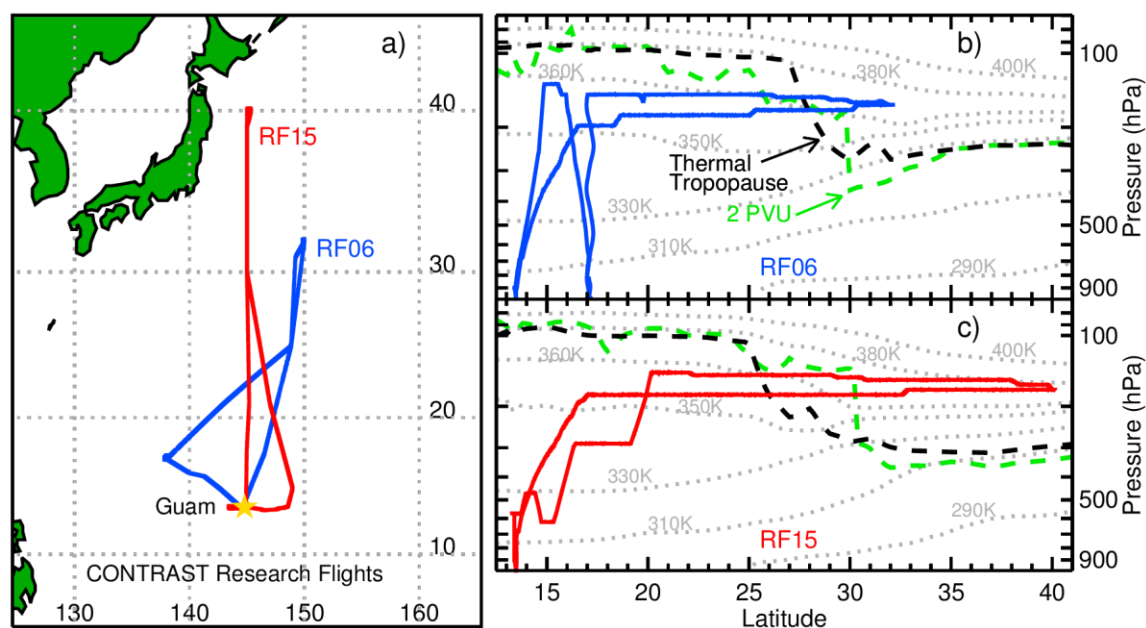 a)
40
RF15
RF06
30
20
Guam
10
CONTRAST Research Flights
130 140 150 160
b)
100
400K
380K
360K
350K
Thermal
Tropopause
2 PVU
330K
310K
290K
RF06
500
900
Pressure (hPa)
c)
100
400K
380K
360K
350K
330K
310K
290K
RF15
500
900
Pressure (hPa)
15 20 25 30 35 40
Latitude